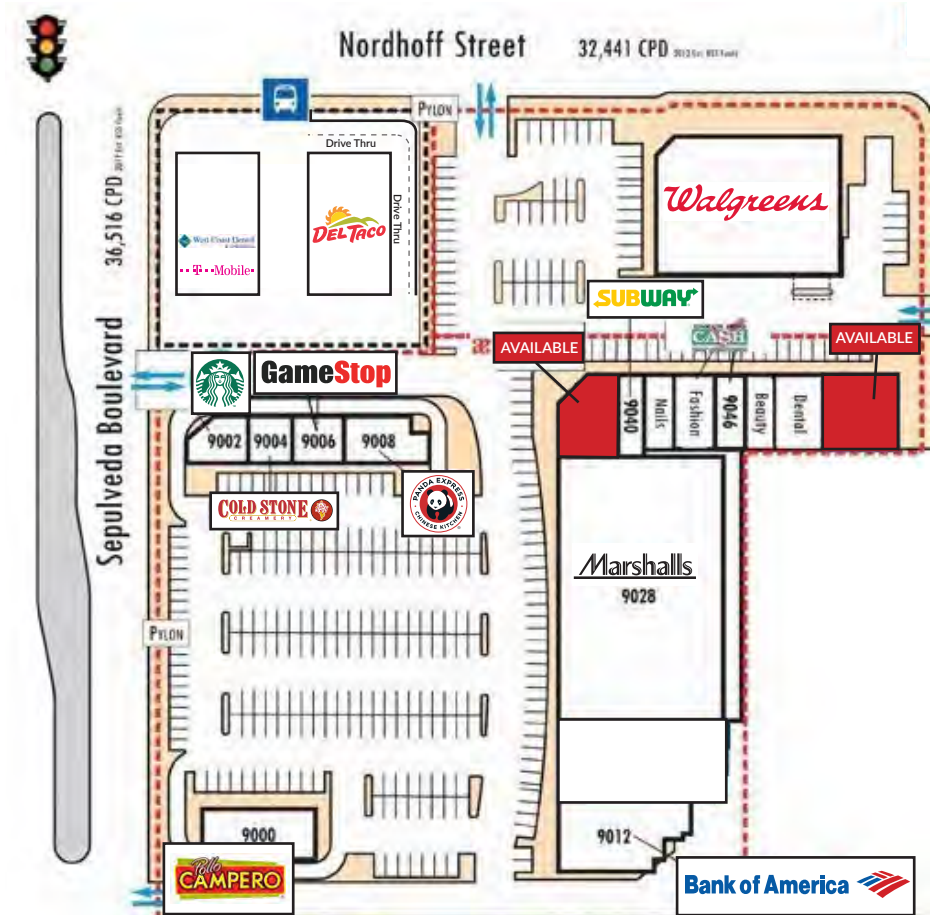 Nordhoff Street 32,441 CPD
PYLON
36,516 CPD
Sepulveda Boulevard
Drive Thru
Drive Thru
West Coast Dental
T Mobile
DEL TACO
Walgreens
SUBWAY
CASH
AVAILABLE
AVAILABLE
GameStop
9002
9004
9006
9008
9040
Nails
Fashion
9046
Beauty
Dental
COLD STONE
CREAMERY
PANDA EXPRESS
CHINESE KITCHEN
Marshalls
9028
PYLON
9000
9012
Pollo
CAMPERO
Bank of America